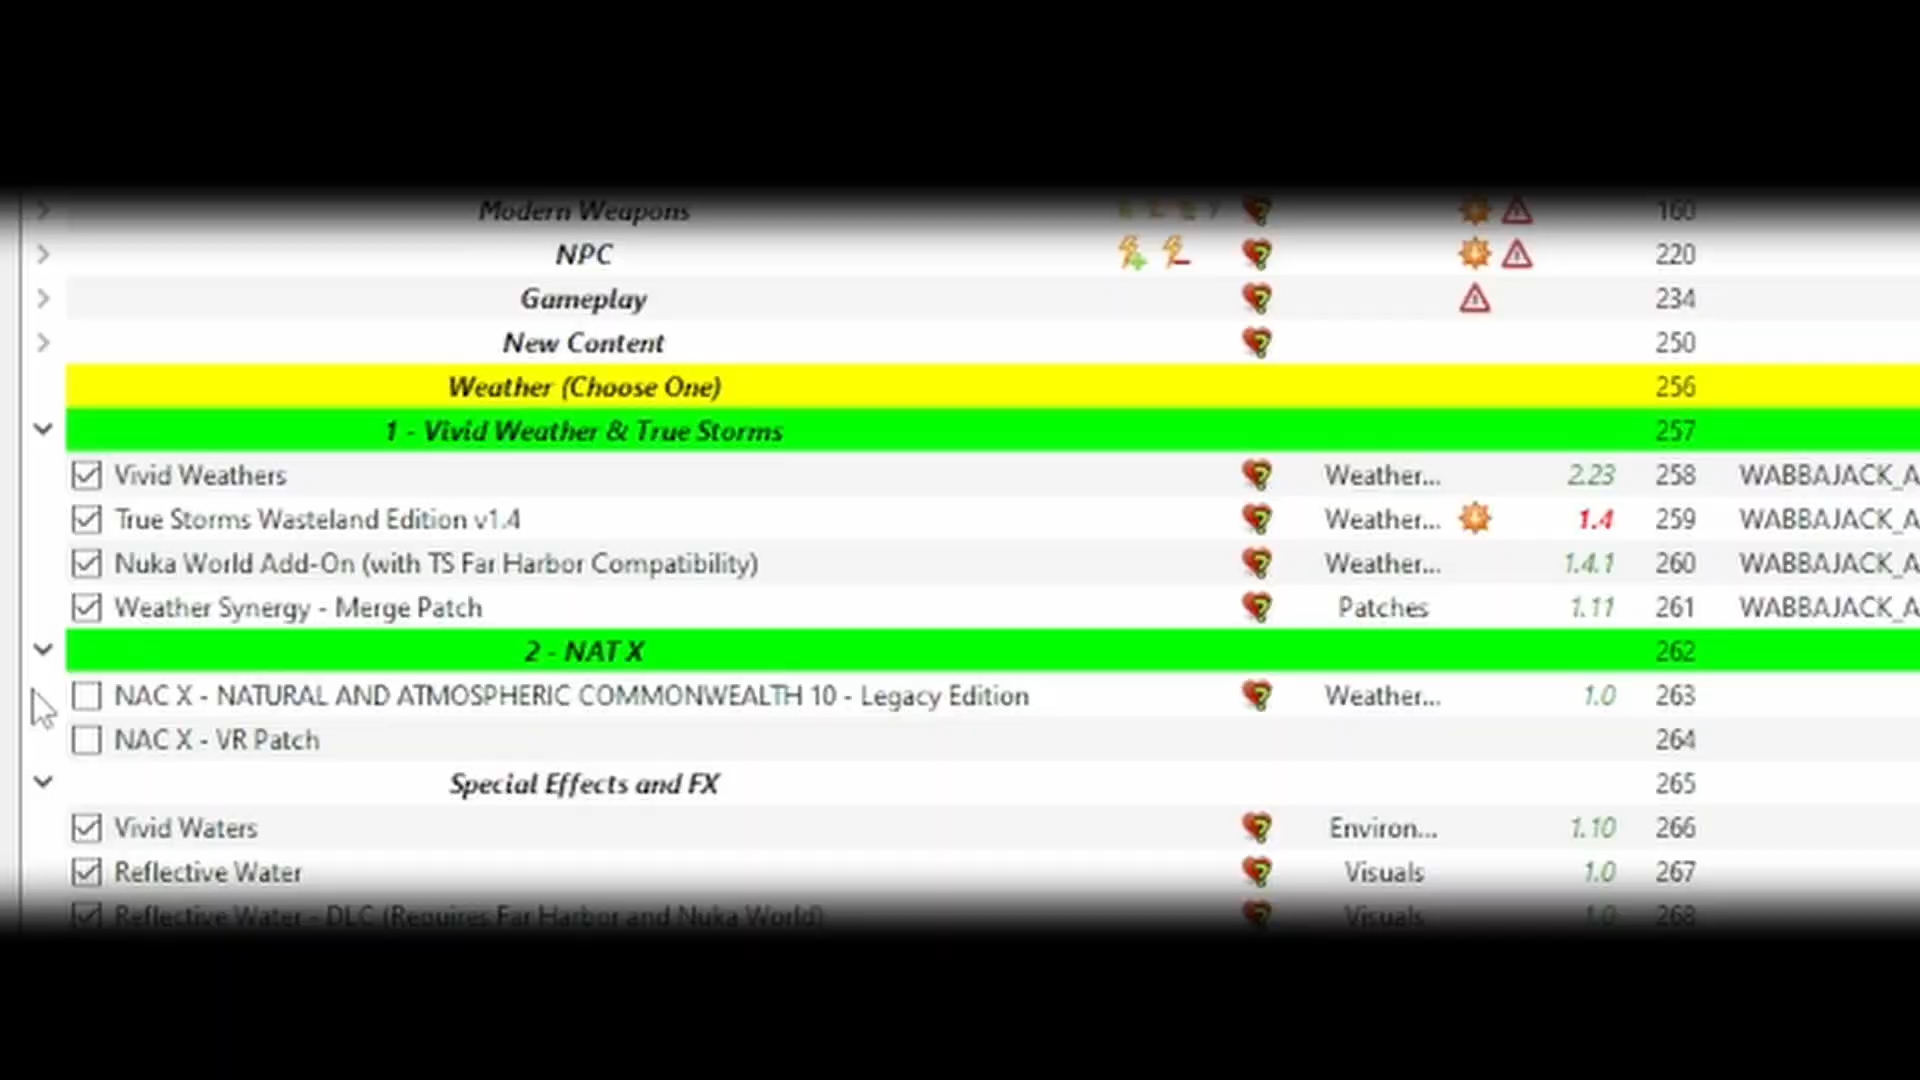 Modern Weapons 160
NPC 220
Gameplay 234
New Content 250
Weather (Choose One) 256
1 - Vivid Weather & True Storms 257
Vivid Weathers Weather... 2.23 258 WABBAJACK_A
True Storms Wasteland Edition v1.4 Weather... 1.4 259 WABBAJACK_A
Nuka World Add-On (with TS Far Harbor Compatibility) Weather... 1.4.1 260 WABBAJACK_A
Weather Synergy - Merge Patch Patches 1.11 261 WABBAJACK_A
2 - NAT X 262
NAC X - NATURAL AND ATMOSPHERIC COMMONWEALTH 10 - Legacy Edition Weather... 1.0 263
NAC X - VR Patch 264
Special Effects and FX 265
Vivid Waters Environ... 1.10 266
Reflective Water Visuals 1.0 267
Reflective Water - DLC (Requires Far Harbor and Nuka World) Visuals 1.0 268